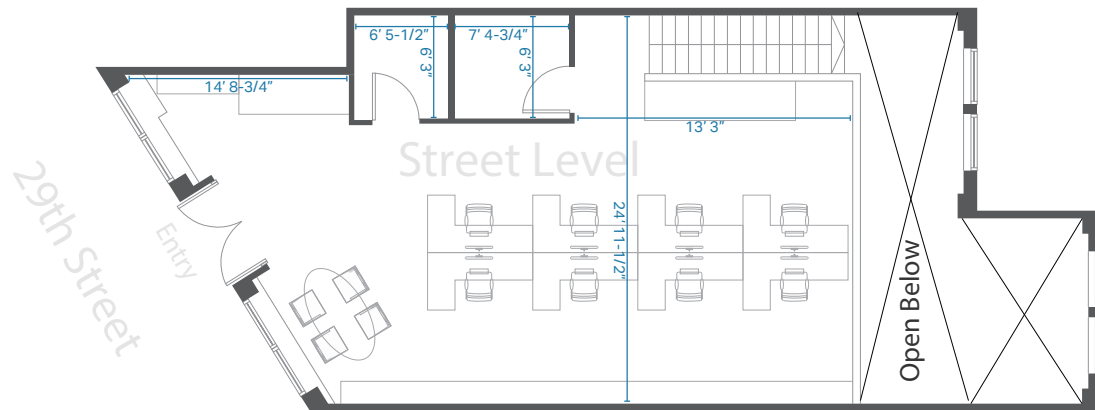 6’ 5-1/2”
7’ 4-3/4”
6’ 3”
6’ 3”
14’ 8-3/4”
13’ 3”
Street Level
29th Street
Entry
24’ 11-1/2”
Open Below